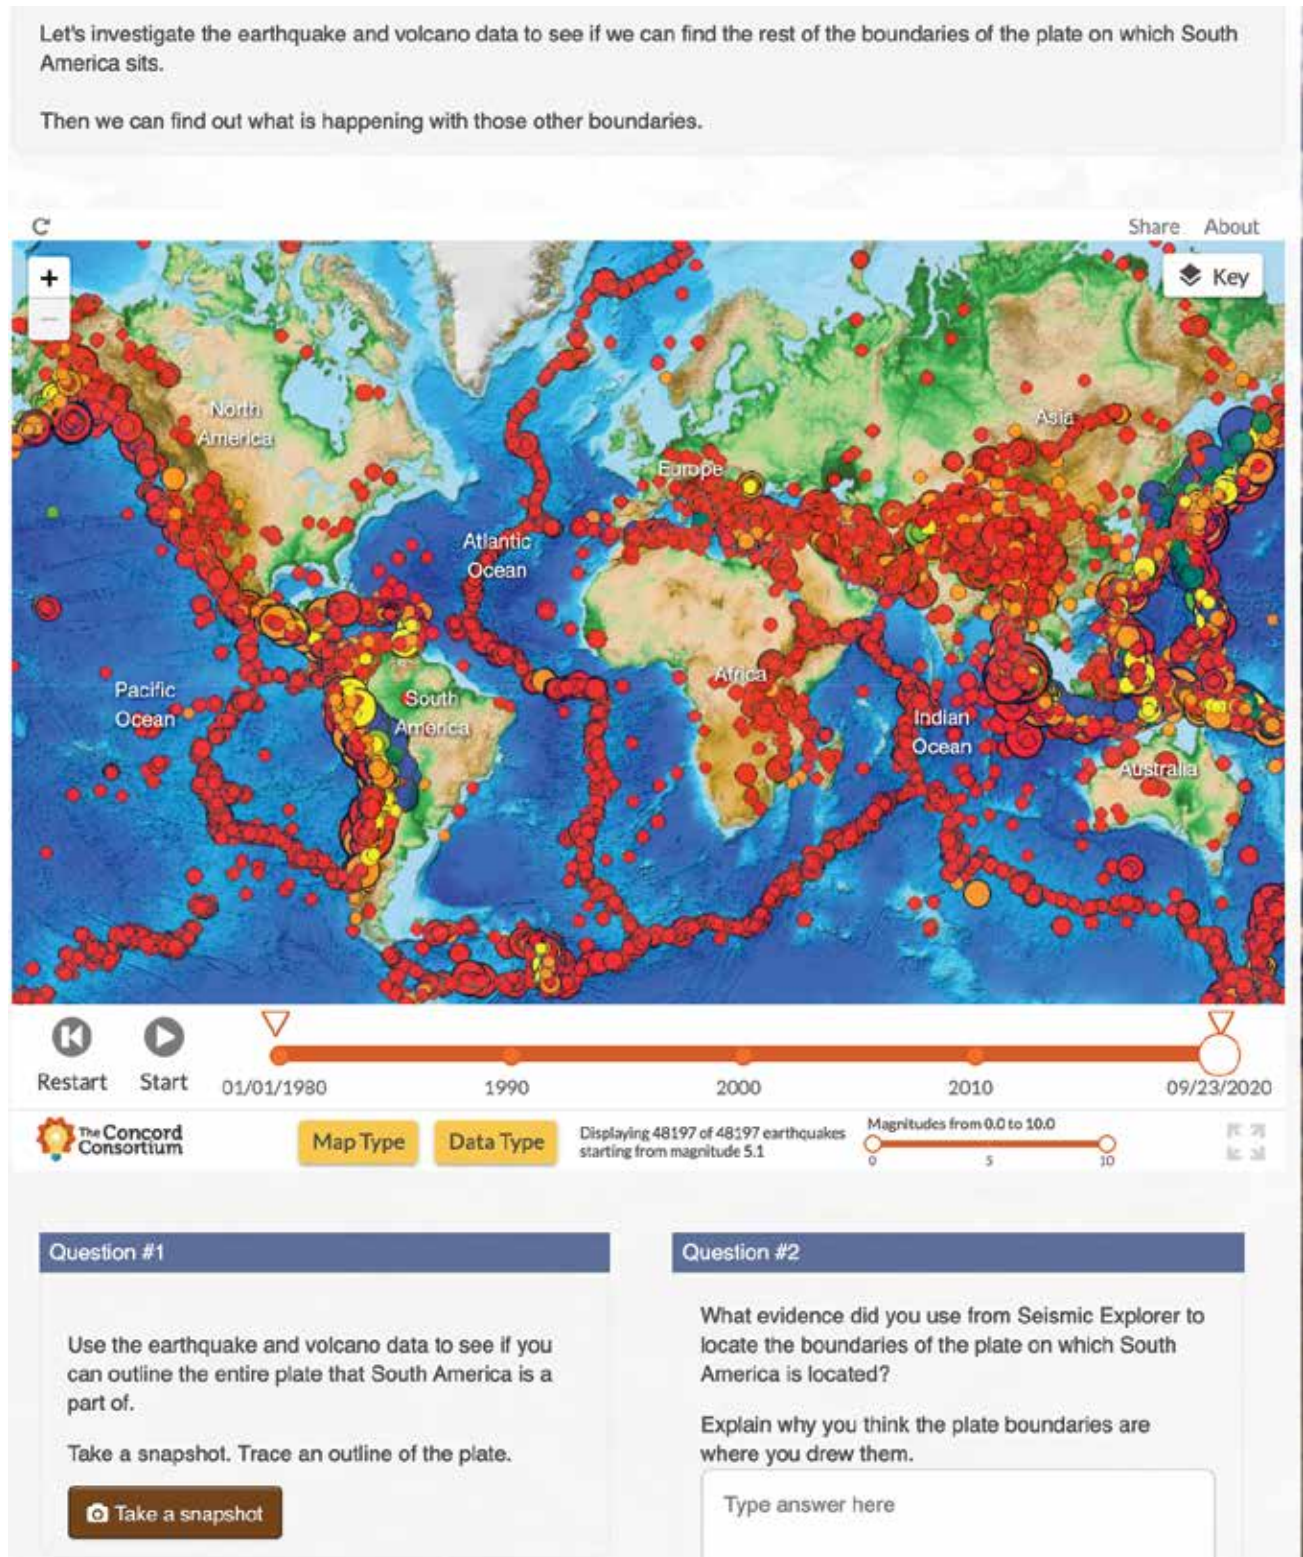 Let's investigate the earthquake and volcano data to see if we can find the rest of the boundaries of the plate on which South
America sits.
Then we can find out what is happening with those other boundaries.
Share About
+
Key
North
America
Asia
Europe
Atlantic
Ocean
Africa
Pacific
Ocean
South
America
Indian
Ocean
Australia
Restart
Start
01/01/1980
1990
2000
2010
09/23/2020
The Concord
Consortium
Map Type
Data Type
Displaying 48197 of 48197 earthquakes
starting from magnitude 5.1
Magnitudes from 0.0 to 10.0
0 5 10
Question #1
Use the earthquake and volcano data to see if you
can outline the entire plate that South America is a
part of.
Take a snapshot. Trace an outline of the plate.
Take a snapshot
Question #2
What evidence did you use from Seismic Explorer to
locate the boundaries of the plate on which South
America is located?
Explain why you think the plate boundaries are
where you drew them.
Type answer here